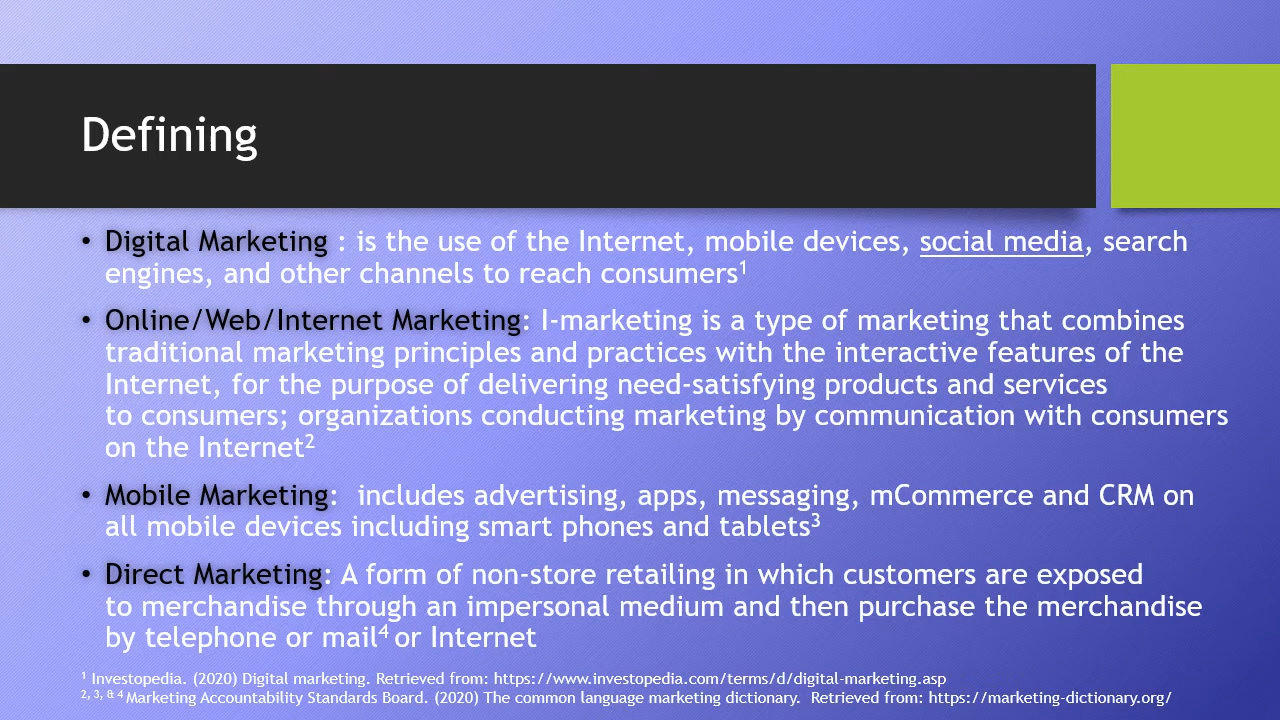 Defining
• Digital Marketing : is the use of the Internet, mobile devices, social media, search
engines, and other channels to reach consumers¹
• Online/Web/Internet Marketing: I-marketing is a type of marketing that combines
traditional marketing principles and practices with the interactive features of the
Internet, for the purpose of delivering need-satisfying products and services
to consumers; organizations conducting marketing by communication with consumers
on the Internet²
• Mobile Marketing:  includes advertising, apps, messaging, mCommerce and CRM on
all mobile devices including smart phones and tablets³
• Direct Marketing: A form of non-store retailing in which customers are exposed
to merchandise through an impersonal medium and then purchase the merchandise
by telephone or mail⁴ or Internet
¹ Investopedia. (2020) Digital marketing. Retrieved from: https://www.investopedia.com/terms/d/digital-marketing.asp
², ³, & ⁴ Marketing Accountability Standards Board. (2020) The common language marketing dictionary.  Retrieved from: https://marketing-dictionary.org/